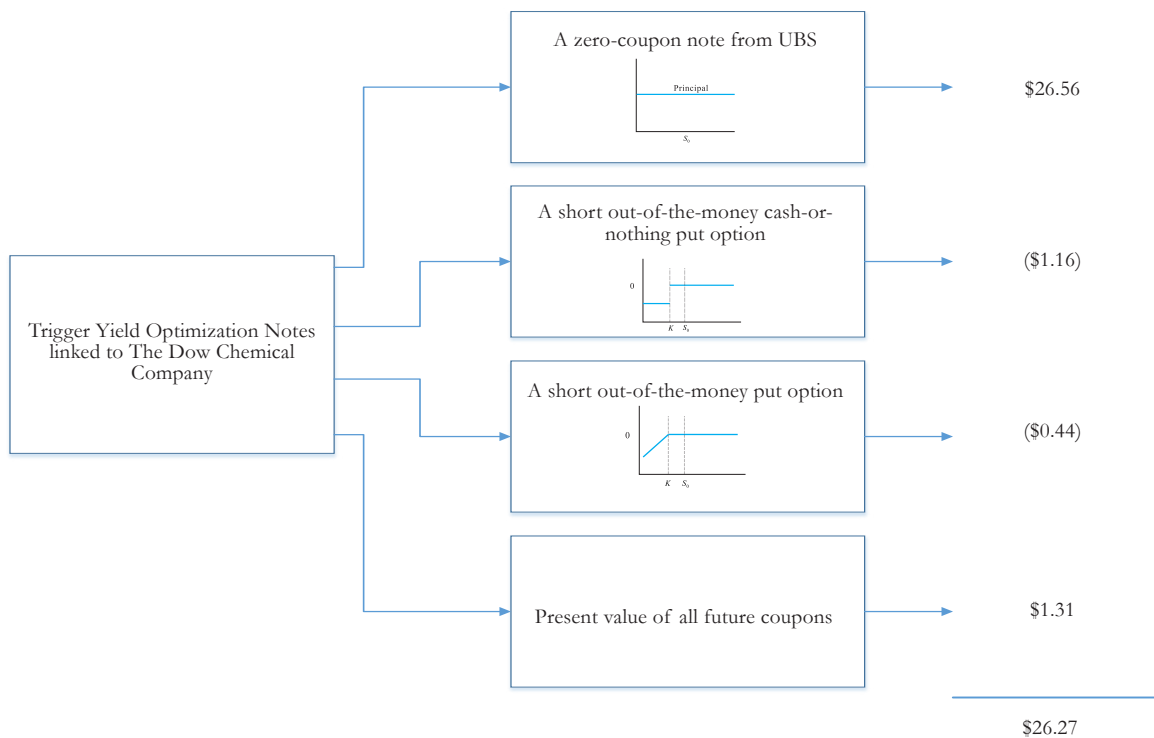 Trigger Yield Optimization Notes
linked to The Dow Chemical
Company
A zero-coupon note from UBS
Principal
S₀
$26.56
A short out-of-the-money cash-or-
nothing put option
0
K
S₀
($1.16)
A short out-of-the-money put option
0
K
S₀
($0.44)
Present value of all future coupons
$1.31
$26.27